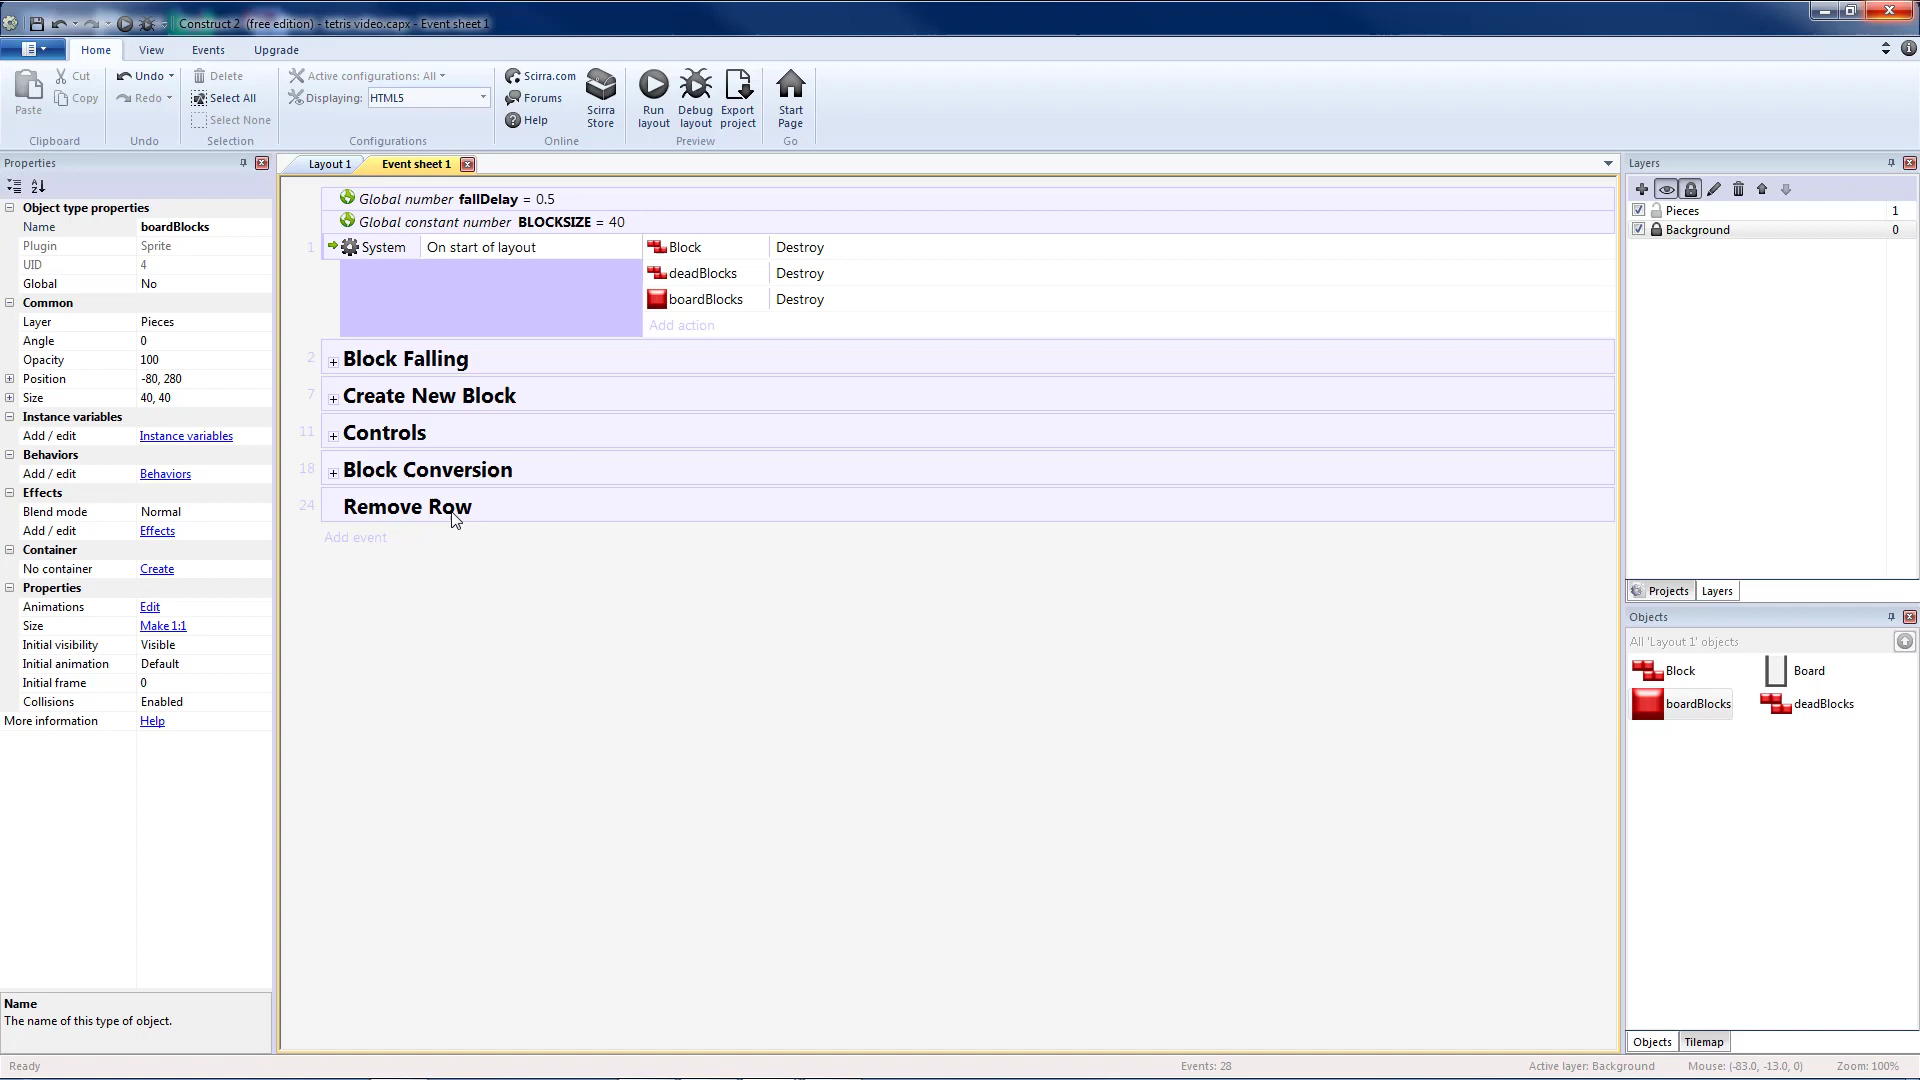 Construct 2 (free edition) - tetris video.capx - Event sheet 1
Home
View
Events
Upgrade
Paste
Cut
Copy
Clipboard
Undo
Redo
Undo
Delete
Select All
Select None
Selection
Active configurations: All
Displaying: HTML5
Configurations
Scirra.com
Forums
Help
Scirra Store
Online
Run layout
Debug layout
Export project
Preview
Start Page
Go
Properties
Object type properties
Name boardBlocks
Plugin Sprite
UID 4
Global No
Common
Layer Pieces
Angle 0
Opacity 100
Position -80, 280
Size 40, 40
Instance variables
Add / edit Instance variables
Behaviors
Add / edit Behaviors
Effects
Blend mode Normal
Add / edit Effects
Container
No container Create
Properties
Animations Edit
Size Make 1:1
Initial visibility Visible
Initial animation Default
Initial frame 0
Collisions Enabled
More information Help
Name
The name of this type of object.
Layout 1
Event sheet 1
Global number fallDelay = 0.5
Global constant number BLOCKSIZE = 40
1 System On start of layout Block Destroy
deadBlocks Destroy
boardBlocks Destroy
Add action
2 Block Falling
7 Create New Block
11 Controls
18 Block Conversion
24 Remove Row
Add event
Layers
Pieces 1
Background 0
Projects
Layers
Objects
All 'Layout 1' objects
Block
Board
boardBlocks
deadBlocks
Objects
Tilemap
Ready
Events: 28
Active layer: Background
Mouse: (-83.0, -13.0, 0)
Zoom: 100%